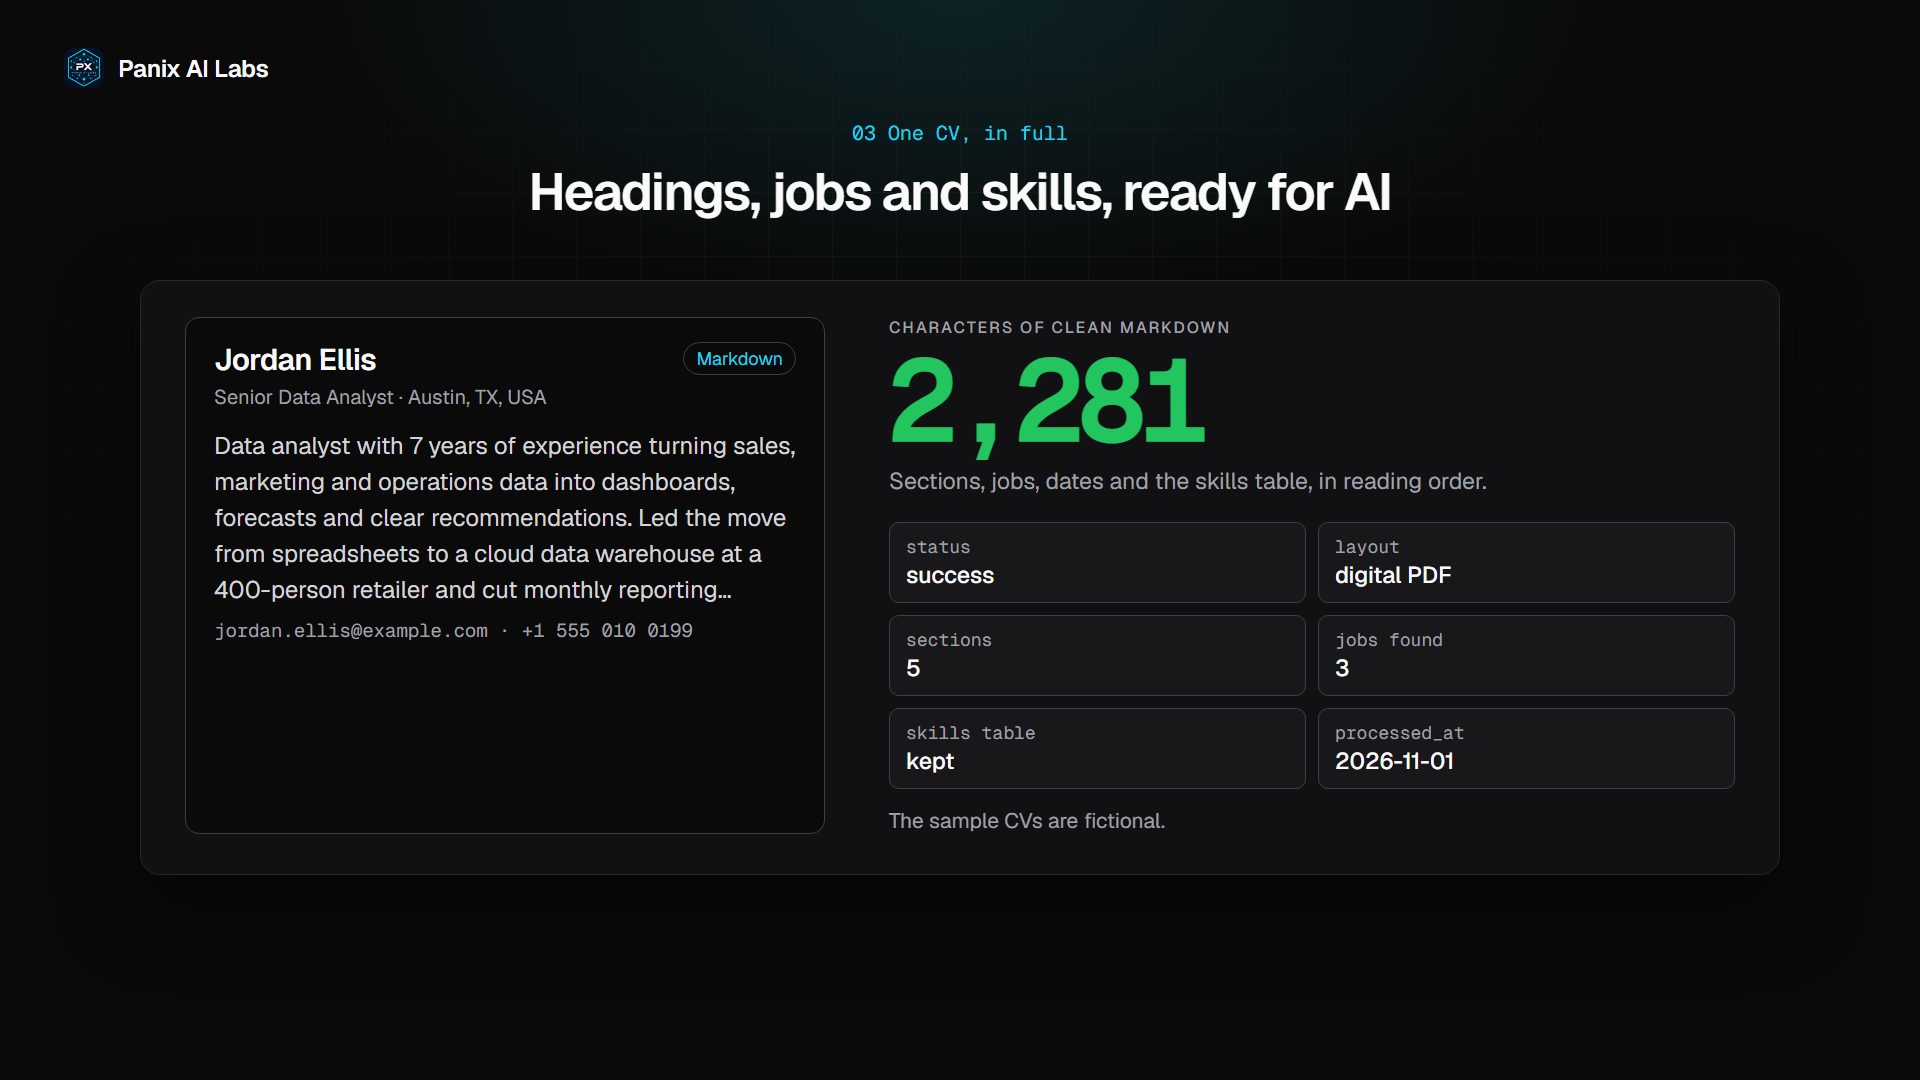 PX
Panix AI Labs
03 One CV, in full
Headings, jobs and skills, ready for AI
Jordan Ellis
Markdown
Senior Data Analyst · Austin, TX, USA
Data analyst with 7 years of experience turning sales,
marketing and operations data into dashboards,
forecasts and clear recommendations. Led the move
from spreadsheets to a cloud data warehouse at a
400-person retailer and cut monthly reporting…
jordan.ellis@example.com · +1 555 010 0199
CHARACTERS OF CLEAN MARKDOWN
2,281
Sections, jobs, dates and the skills table, in reading order.
status
success
layout
digital PDF
sections
5
jobs found
3
skills table
kept
processed_at
2026-11-01
The sample CVs are fictional.